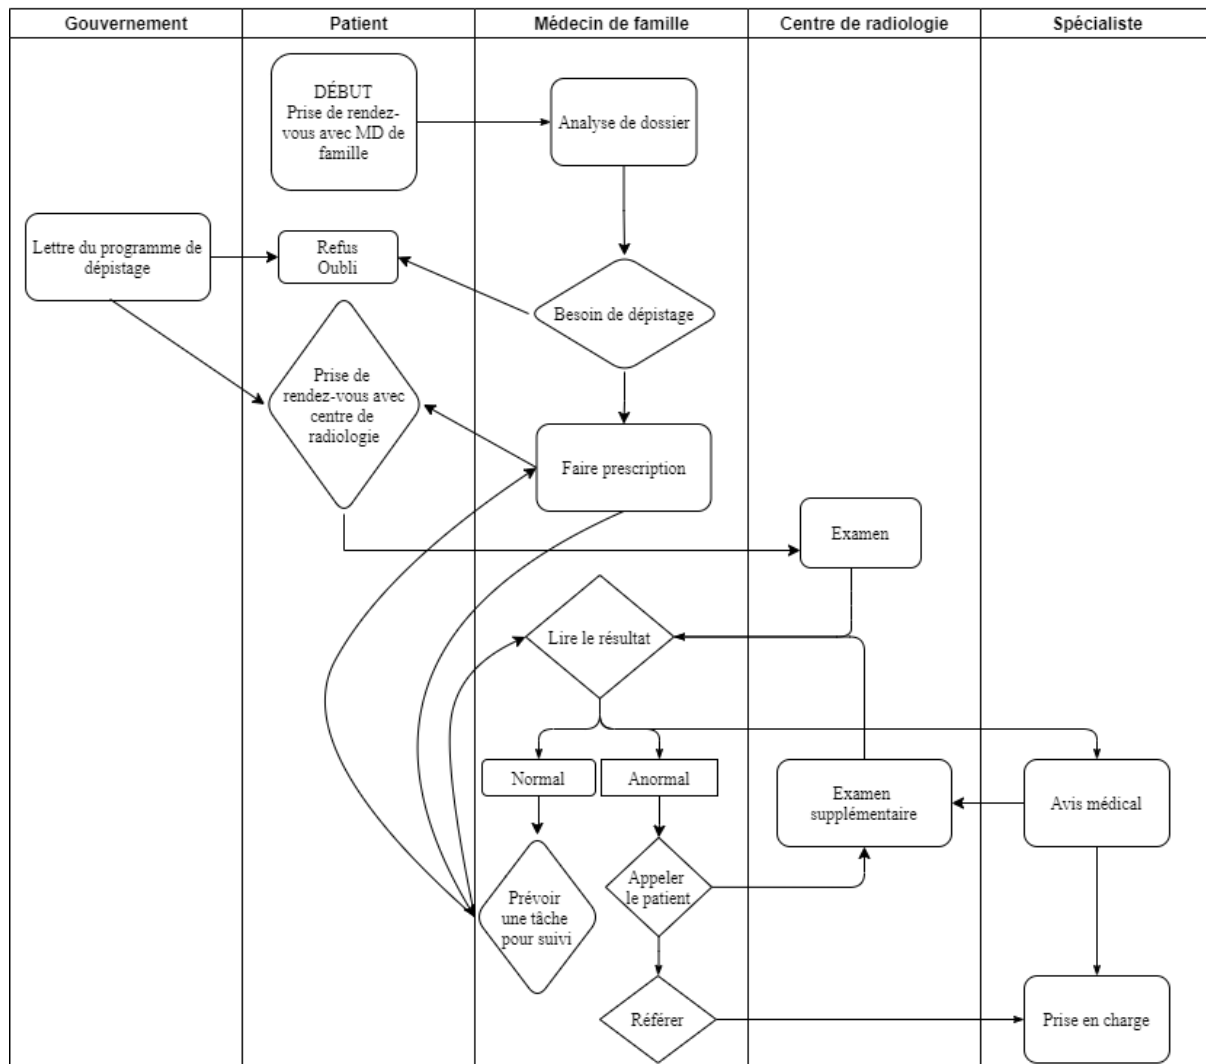 Gouvernement
Patient
Médecin de famille
Centre de radiologie
Spécialiste
DÉBUT
Prise de rendez-
vous avec MD de
famille
Analyse de dossier
Lettre du programme de
dépistage
Refus
Oubli
Besoin de dépistage
Prise de
rendez-vous avec
centre de
radiologie
Faire prescription
Examen
Lire le résultat
Normal
Anormal
Examen
supplémentaire
Avis médical
Prévoir
une tâche
pour suivi
Appeler
le patient
Référer
Prise en charge